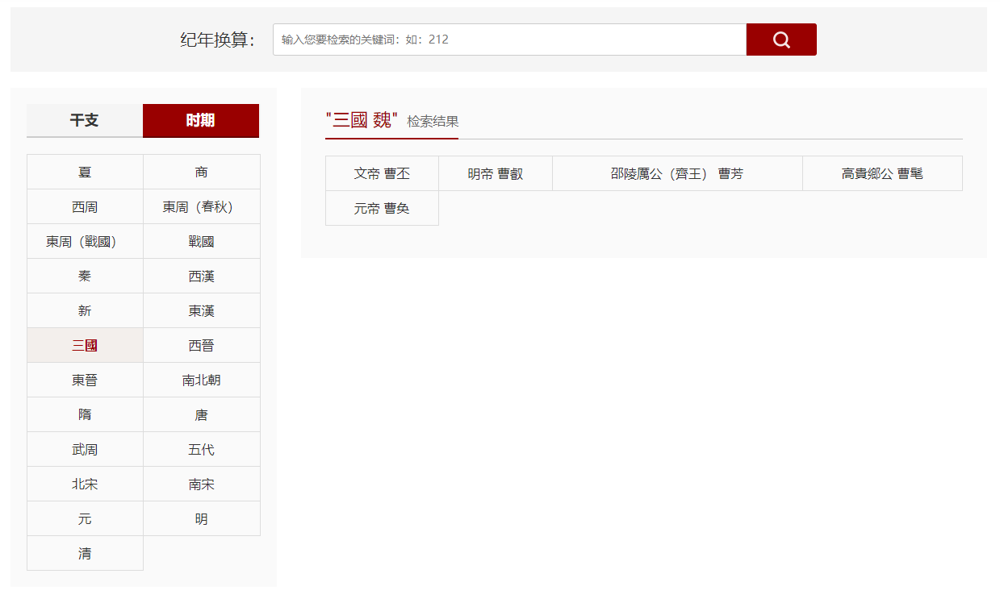 纪年换算： 输入您要检索的关键词：如：212
干支 时期
夏 商
西周 東周（春秋）
東周（戰國） 戰國
秦 西漢
新 東漢
三國 西晉
東晉 南北朝
隋 唐
武周 五代
北宋 南宋
元 明
清
"三國 魏" 检索结果
文帝 曹丕 明帝 曹叡 邵陵厲公（齊王） 曹芳 高貴鄉公 曹髦
元帝 曹奐